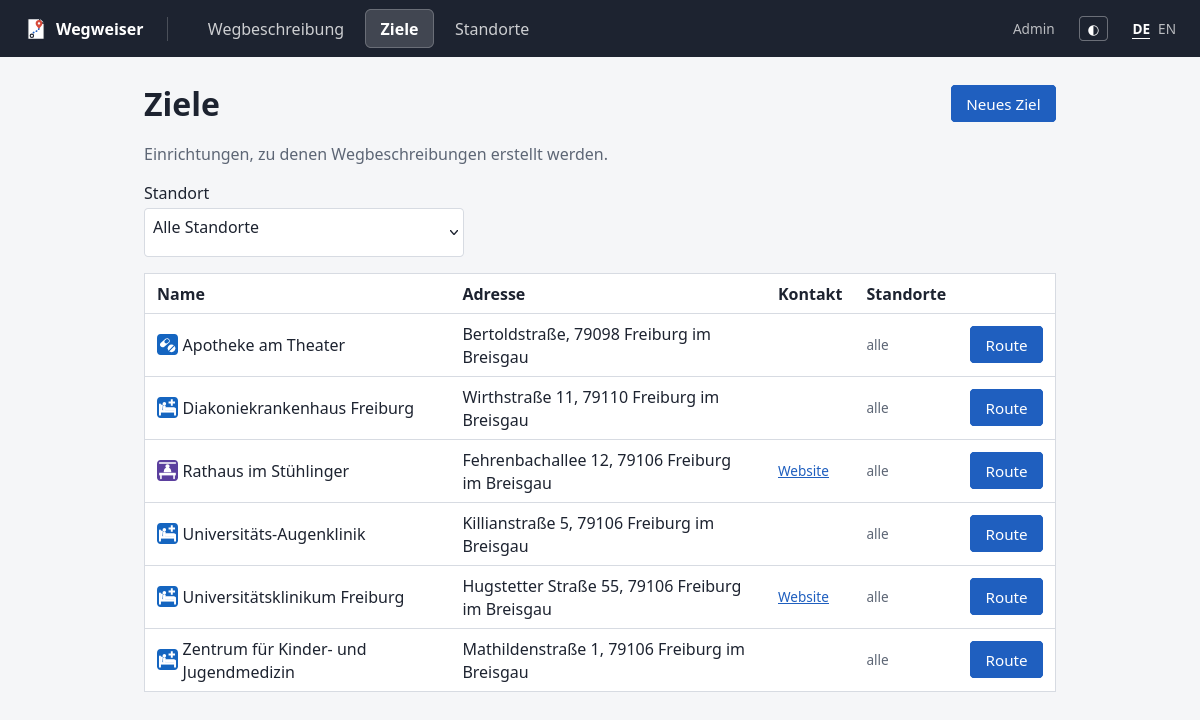 Wegweiser
Wegbeschreibung
Ziele
Standorte
Admin
DE EN
Ziele
Neues Ziel
Einrichtungen, zu denen Wegbeschreibungen erstellt werden.
Standort
Alle Standorte
Name Adresse Kontakt Standorte
Apotheke am Theater
Bertoldstraße, 79098 Freiburg im
Breisgau
alle
Route
Diakoniekrankenhaus Freiburg
Wirthstraße 11, 79110 Freiburg im
Breisgau
alle
Route
Rathaus im Stühlinger
Fehrenbachallee 12, 79106 Freiburg
im Breisgau
Website
alle
Route
Universitäts-Augenklinik
Killianstraße 5, 79106 Freiburg im
Breisgau
alle
Route
Universitätsklinikum Freiburg
Hugstetter Straße 55, 79106 Freiburg
im Breisgau
Website
alle
Route
Zentrum für Kinder- und
Jugendmedizin
Mathildenstraße 1, 79106 Freiburg im
Breisgau
alle
Route